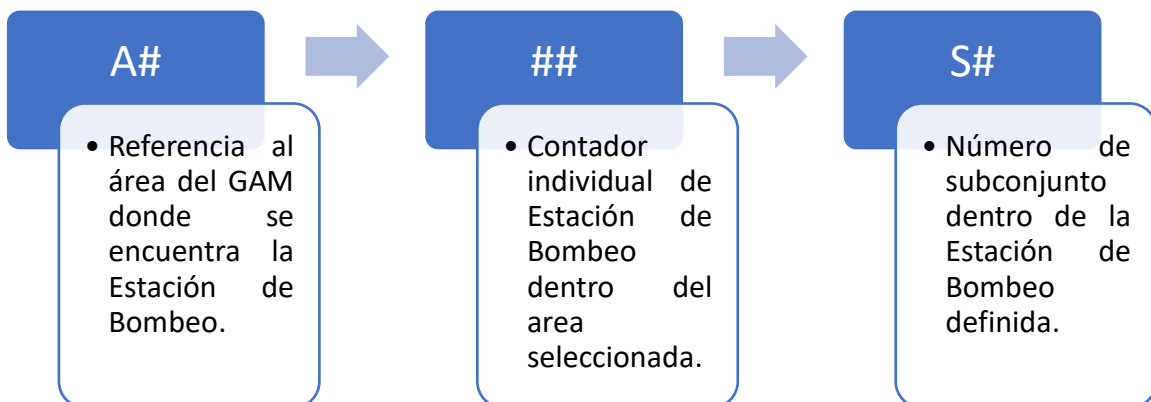 A#
• Referencia al
área del GAM
donde se
encuentra la
Estación de
Bombeo.
##
• Contador
individual de
Estación de
Bombeo
dentro del
area
seleccionada.
S#
• Número de
subconjunto
dentro de la
Estación de
Bombeo
definida.